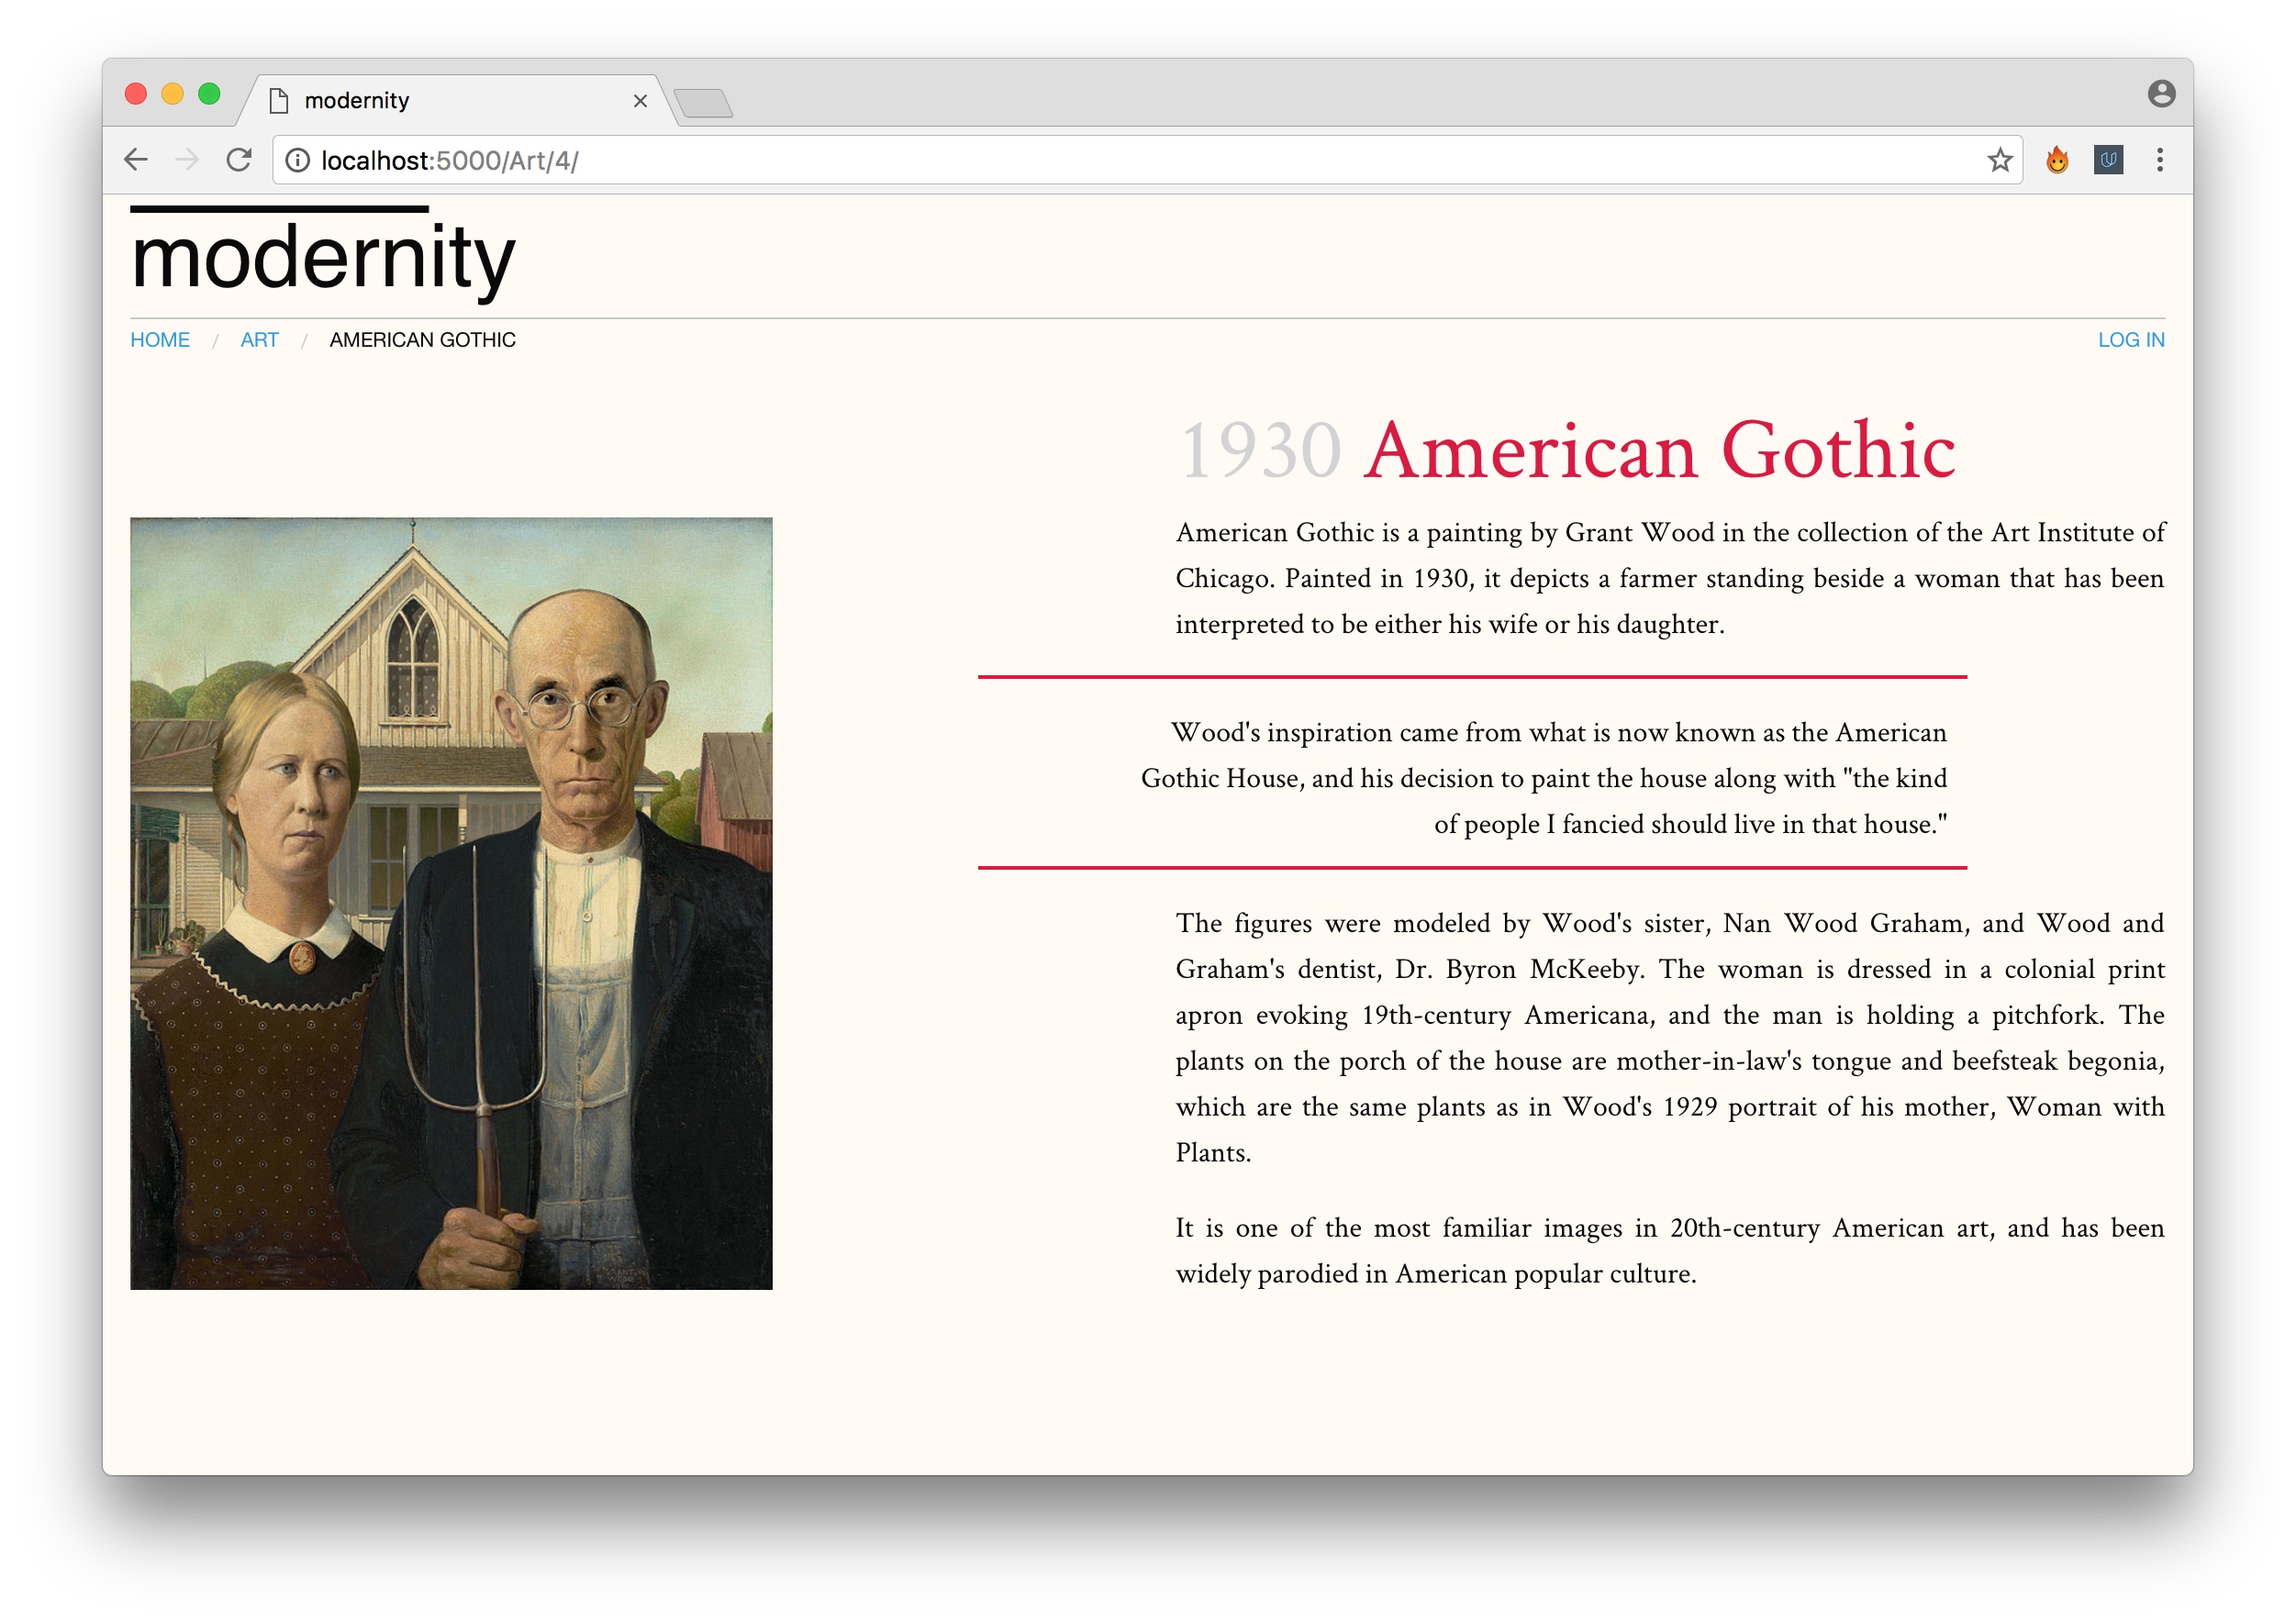 modernity
localhost:5000/Art/4/
modernity
HOME / ART / AMERICAN GOTHIC
LOG IN
1930 American Gothic
American Gothic is a painting by Grant Wood in the collection of the Art Institute of
Chicago. Painted in 1930, it depicts a farmer standing beside a woman that has been
interpreted to be either his wife or his daughter.
Wood's inspiration came from what is now known as the American
Gothic House, and his decision to paint the house along with "the kind
of people I fancied should live in that house."
The figures were modeled by Wood's sister, Nan Wood Graham, and Wood and
Graham's dentist, Dr. Byron McKeeby. The woman is dressed in a colonial print
apron evoking 19th-century Americana, and the man is holding a pitchfork. The
plants on the porch of the house are mother-in-law's tongue and beefsteak begonia,
which are the same plants as in Wood's 1929 portrait of his mother, Woman with
Plants.
It is one of the most familiar images in 20th-century American art, and has been
widely parodied in American popular culture.